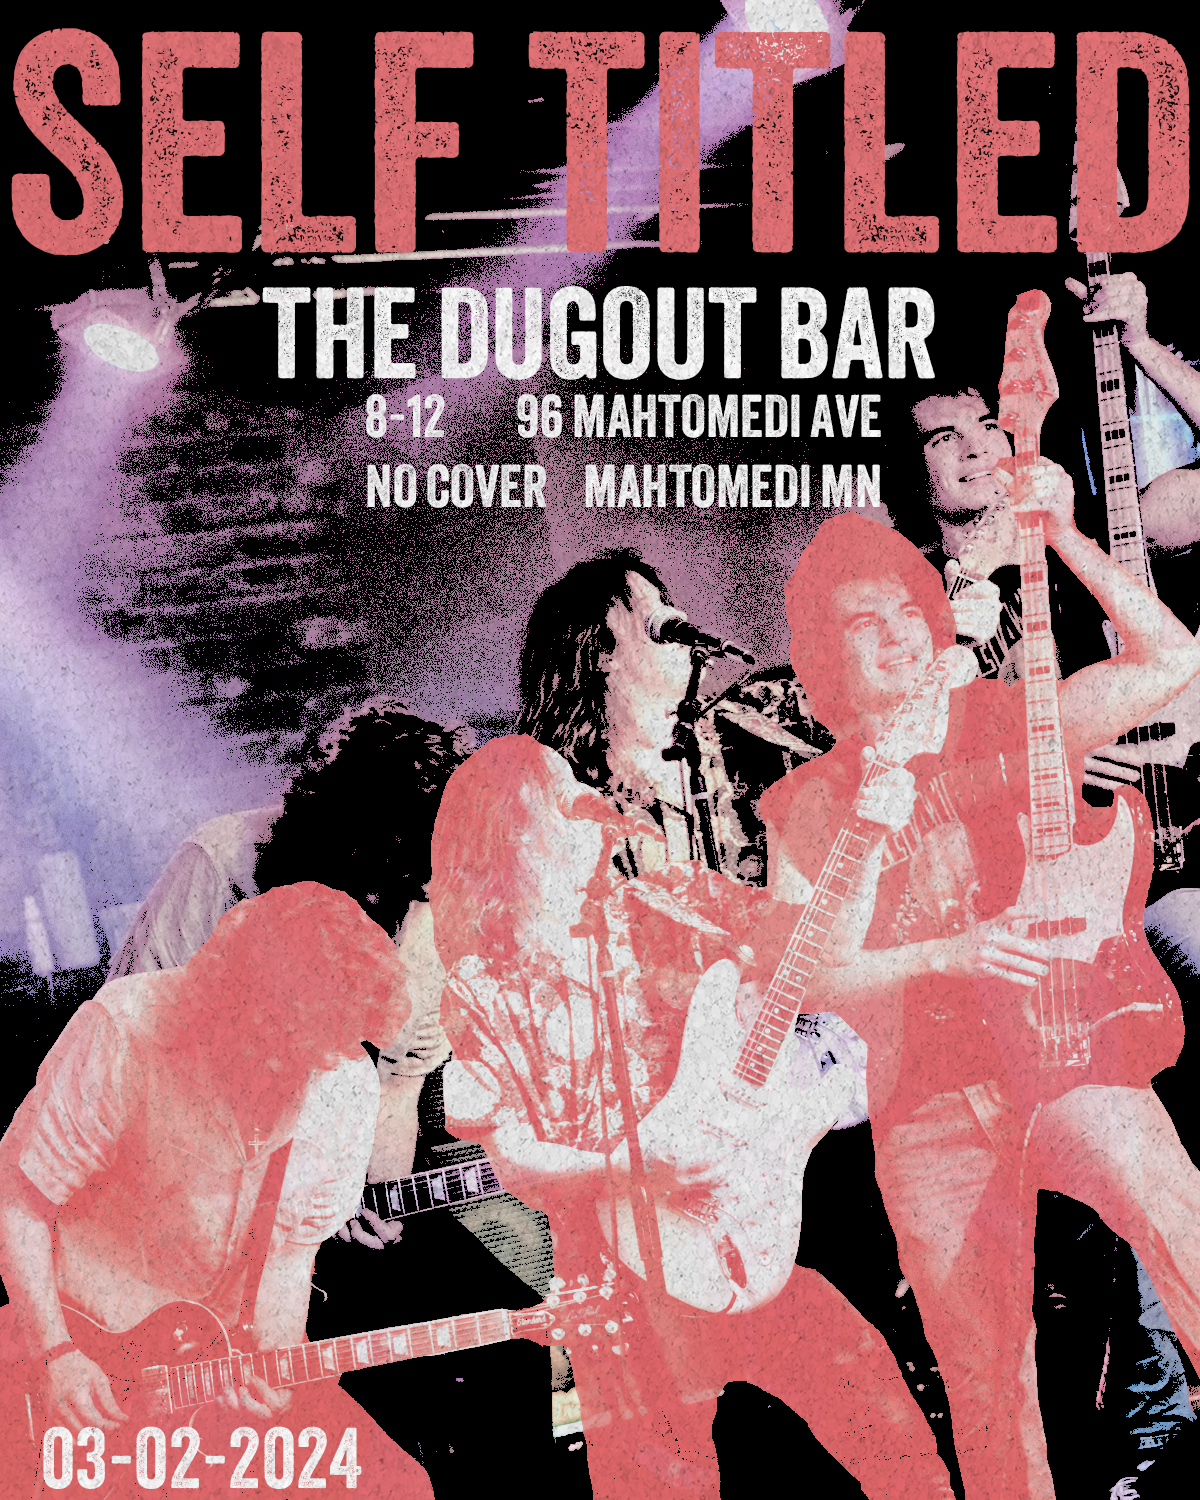 SELF TITLED
THE DUGOUT BAR
8-12 96 MAHTOMEDI AVE
NO COVER MAHTOMEDI MN
03-02-2024